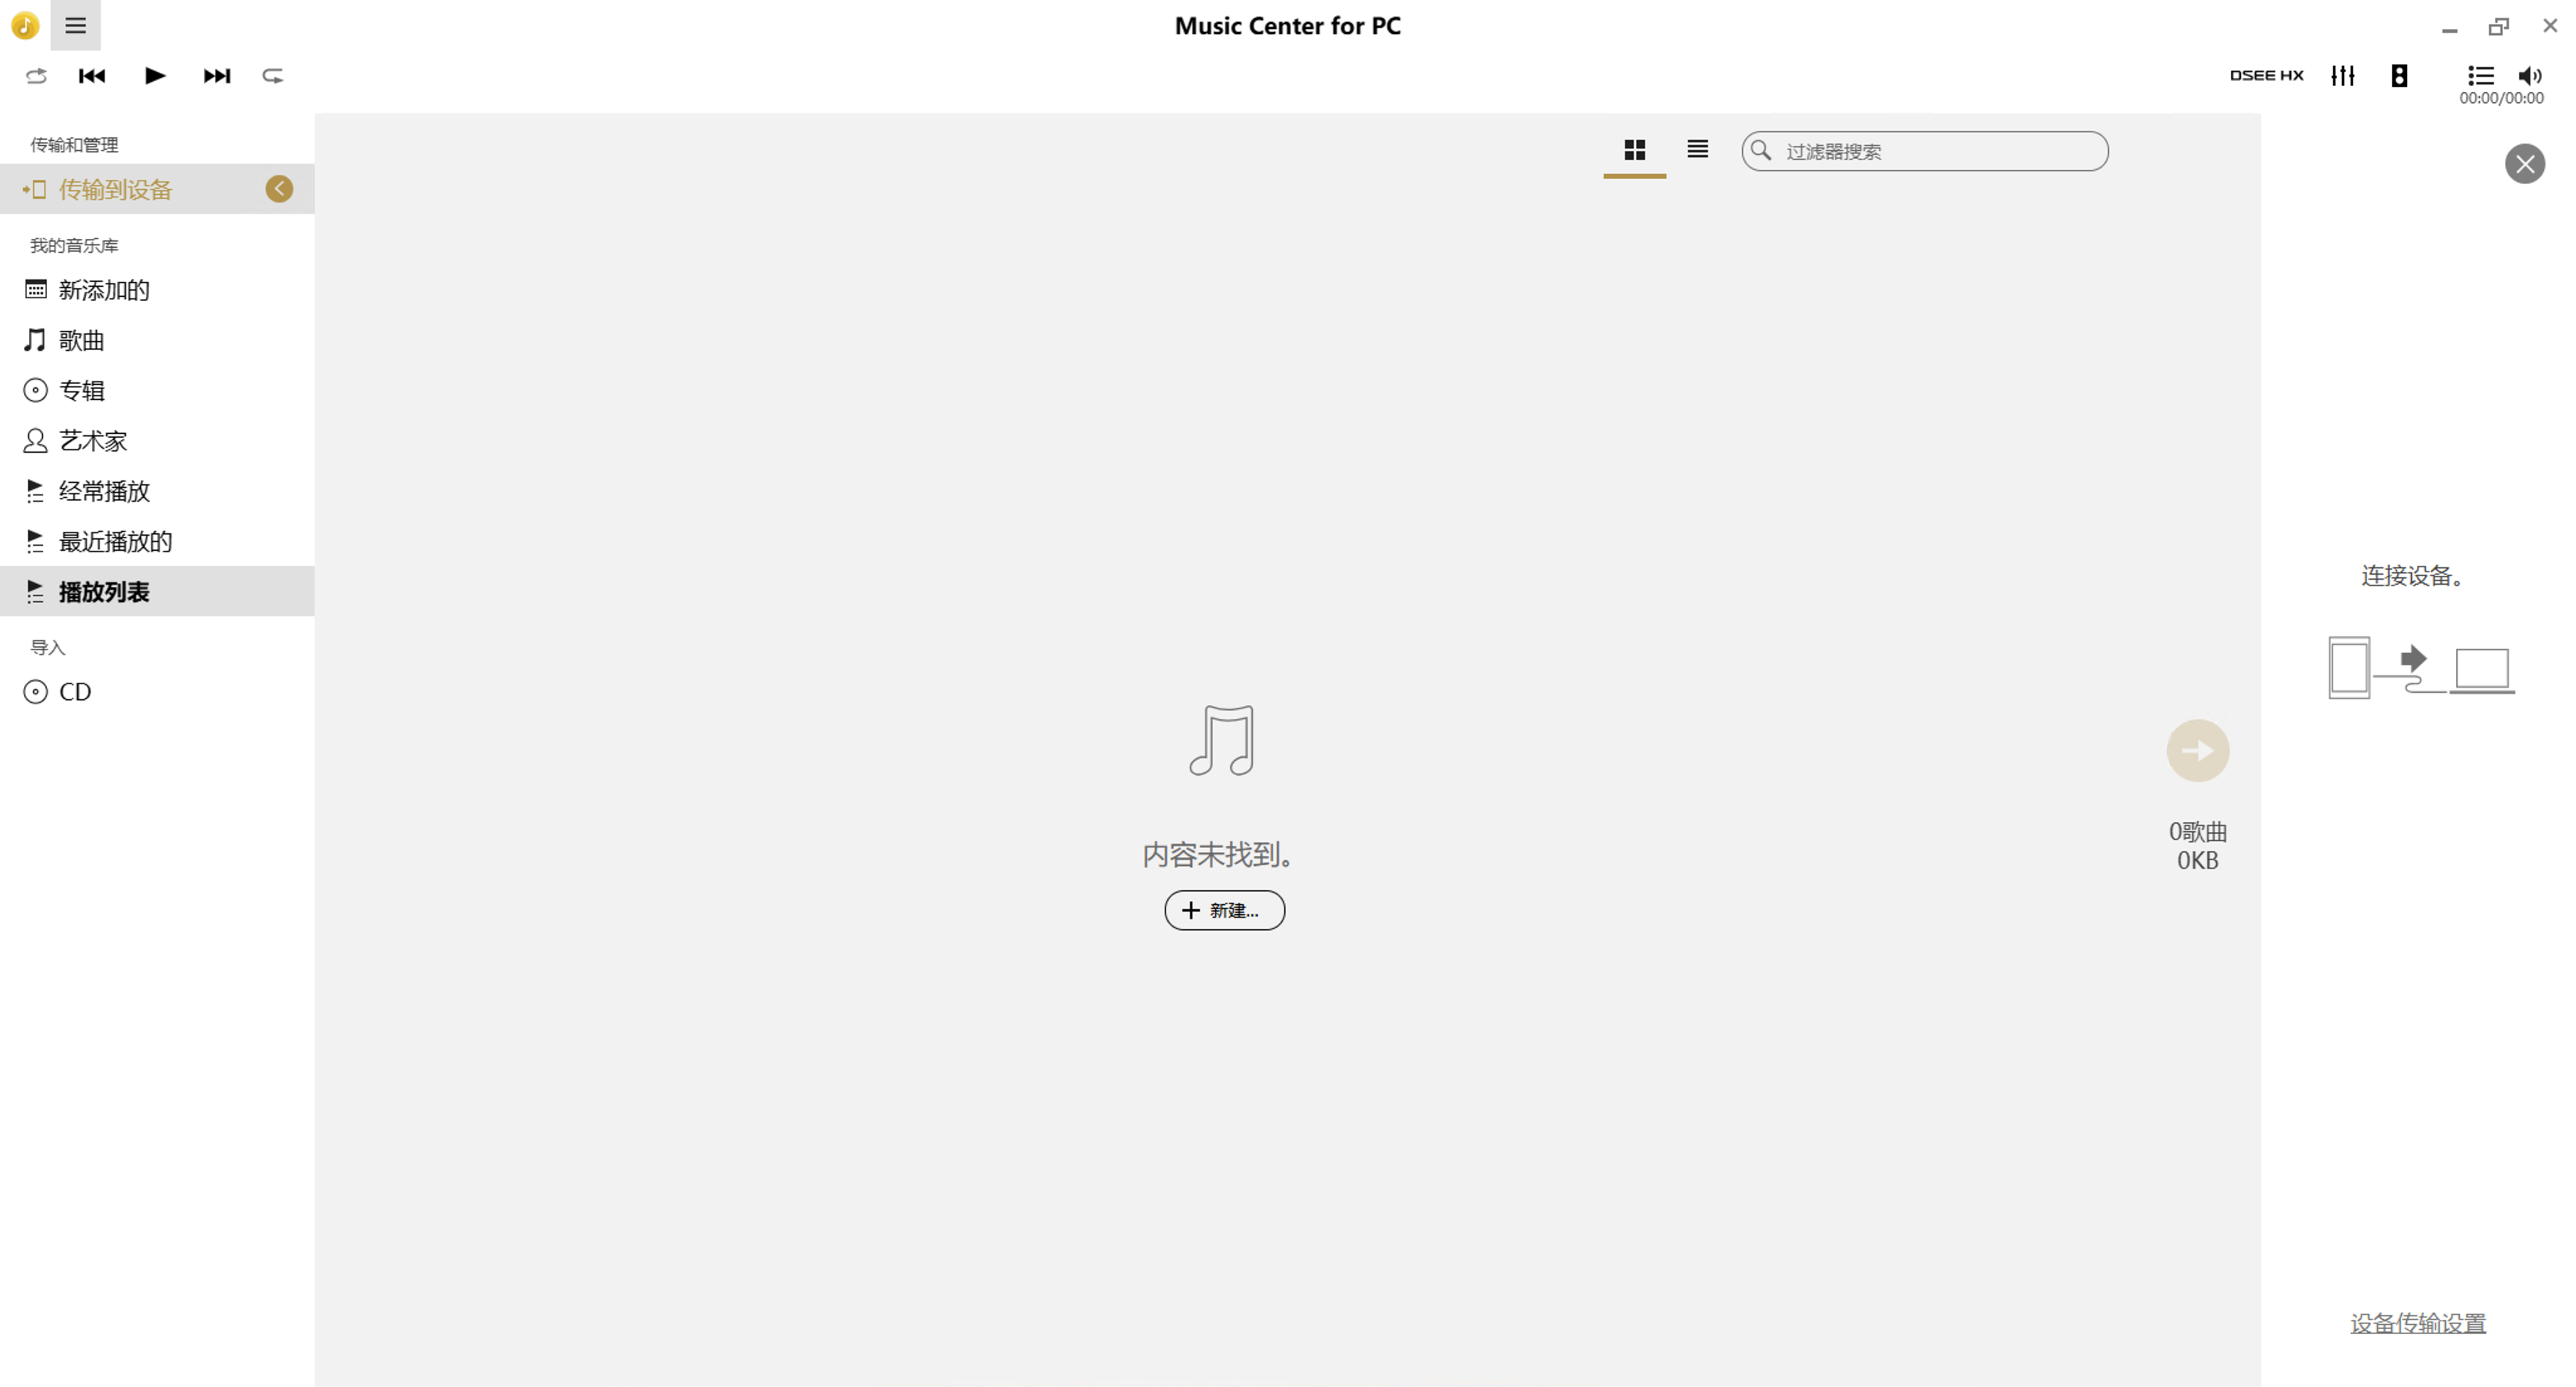 Music Center for PC
DSEE HX
00:00/00:00
传输和管理
传输到设备
我的音乐库
新添加的
歌曲
专辑
艺术家
经常播放
最近播放的
播放列表
导入
CD
过滤器搜索
内容未找到。
新建...
0歌曲
0KB
连接设备。
设备传输设置